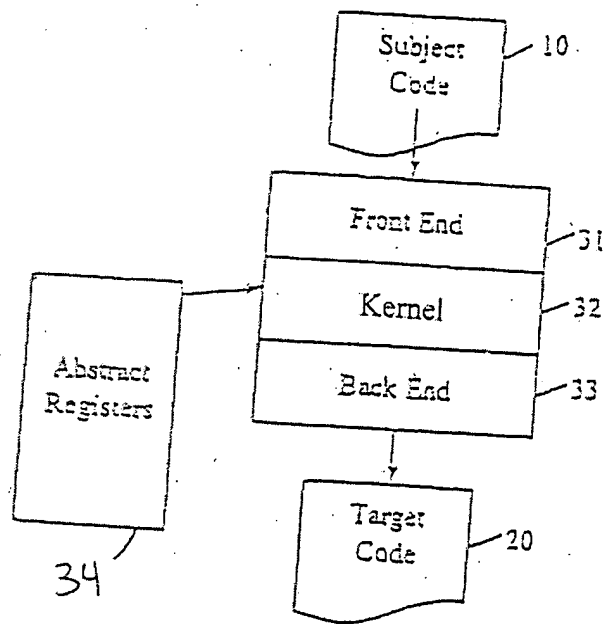 Subject
Code
10
Front End
31
Kernel
32
Abstract
Registers
Back End
33
34
Target
Code
20